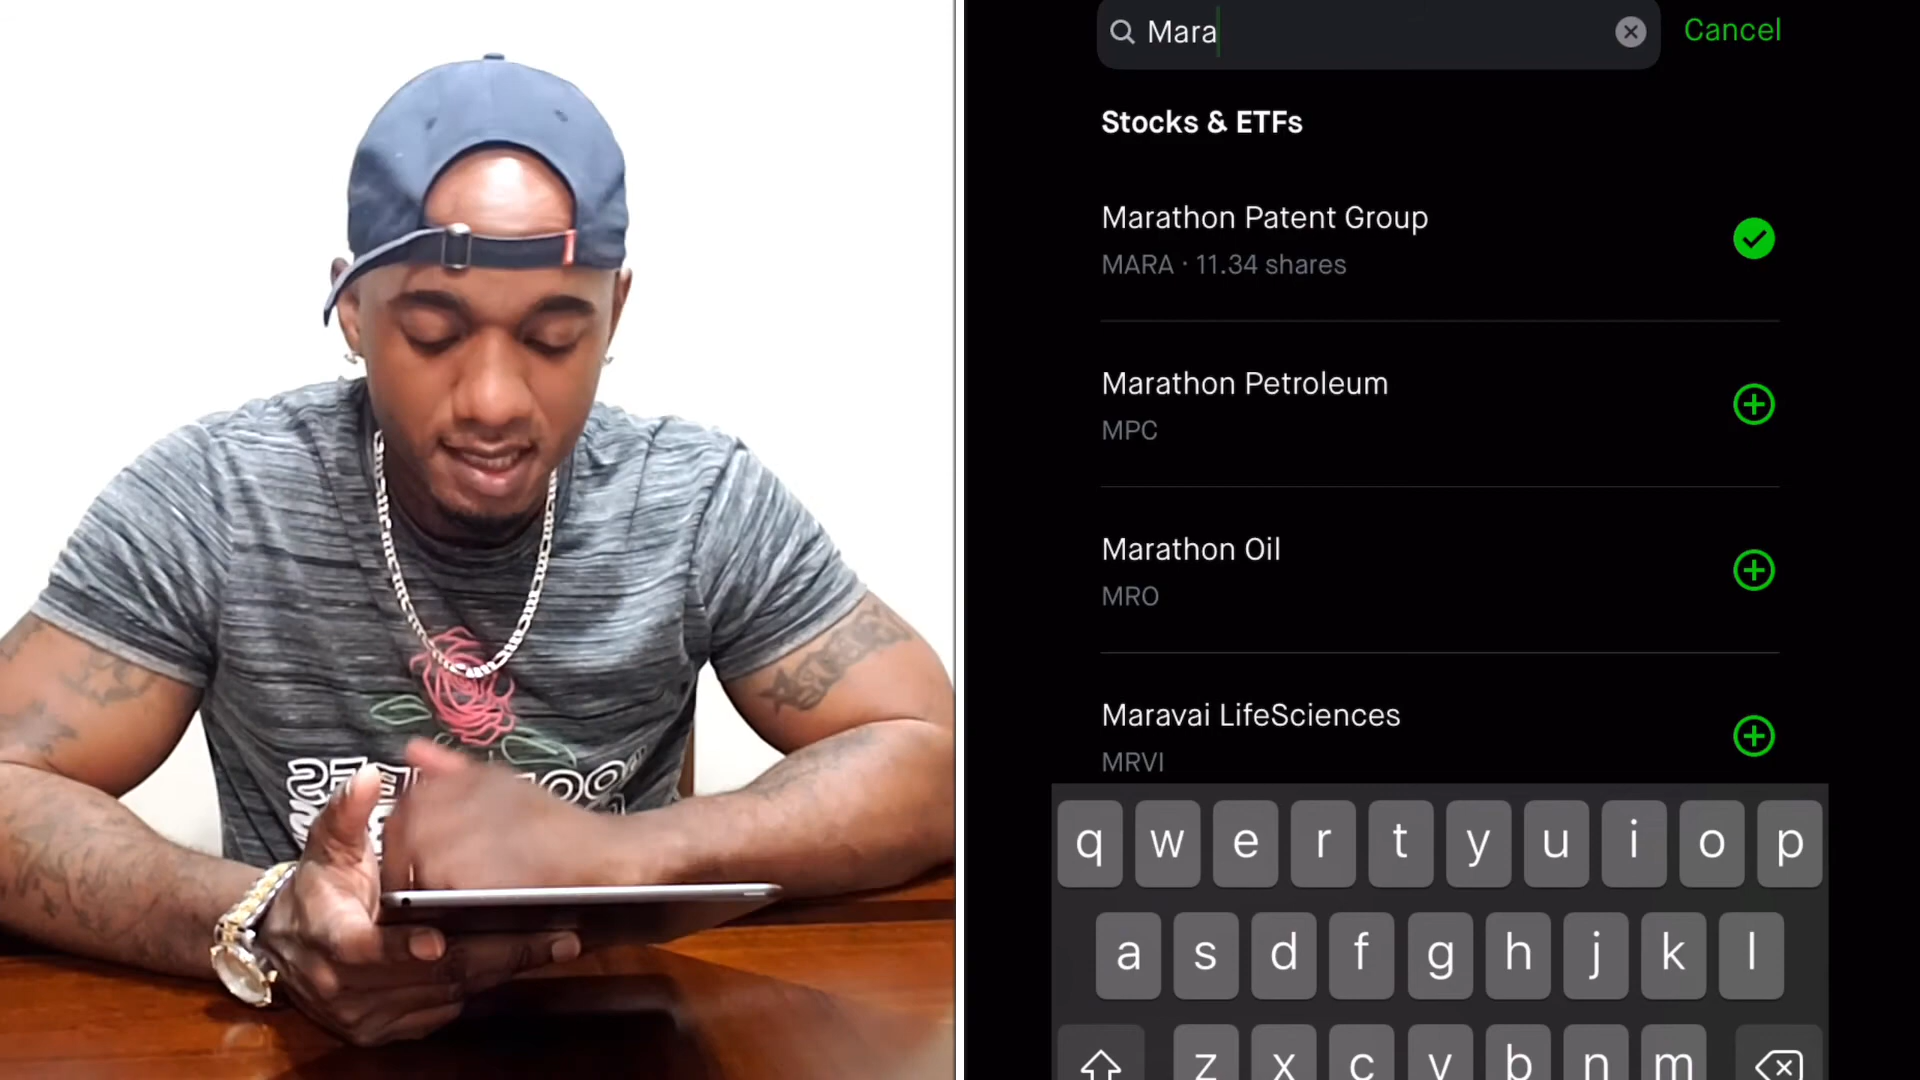 Mara
Cancel
Stocks & ETFs
Marathon Patent Group
MARA · 11.34 shares
Marathon Petroleum
MPC
Marathon Oil
MRO
Maravai LifeSciences
MRVI
q w e r t y u i o p
a s d f g h j k l
z x c v b n m